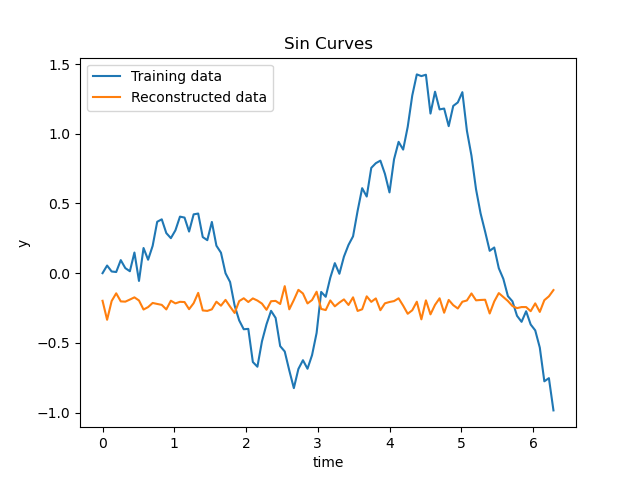 Sin Curves
Training data
Reconstructed data
1.5
1.0
0.5
0.0
−0.5
−1.0
y
0 1 2 3 4 5 6
time